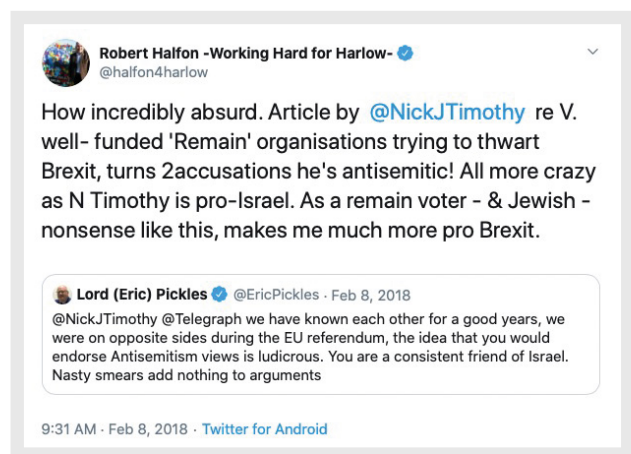 Robert Halfon -Working Hard for Harlow-
@halfon4harlow
How incredibly absurd. Article by @NickJTimothy re V.
well- funded 'Remain' organisations trying to thwart
Brexit, turns 2accusations he's antisemitic! All more crazy
as N Timothy is pro-Israel. As a remain voter - & Jewish -
nonsense like this, makes me much more pro Brexit.
Lord (Eric) Pickles @EricPickles · Feb 8, 2018
@NickJTimothy @Telegraph we have known each other for a good years, we
were on opposite sides during the EU referendum, the idea that you would
endorse Antisemitism views is ludicrous. You are a consistent friend of Israel.
Nasty smears add nothing to arguments
9:31 AM · Feb 8, 2018 · Twitter for Android